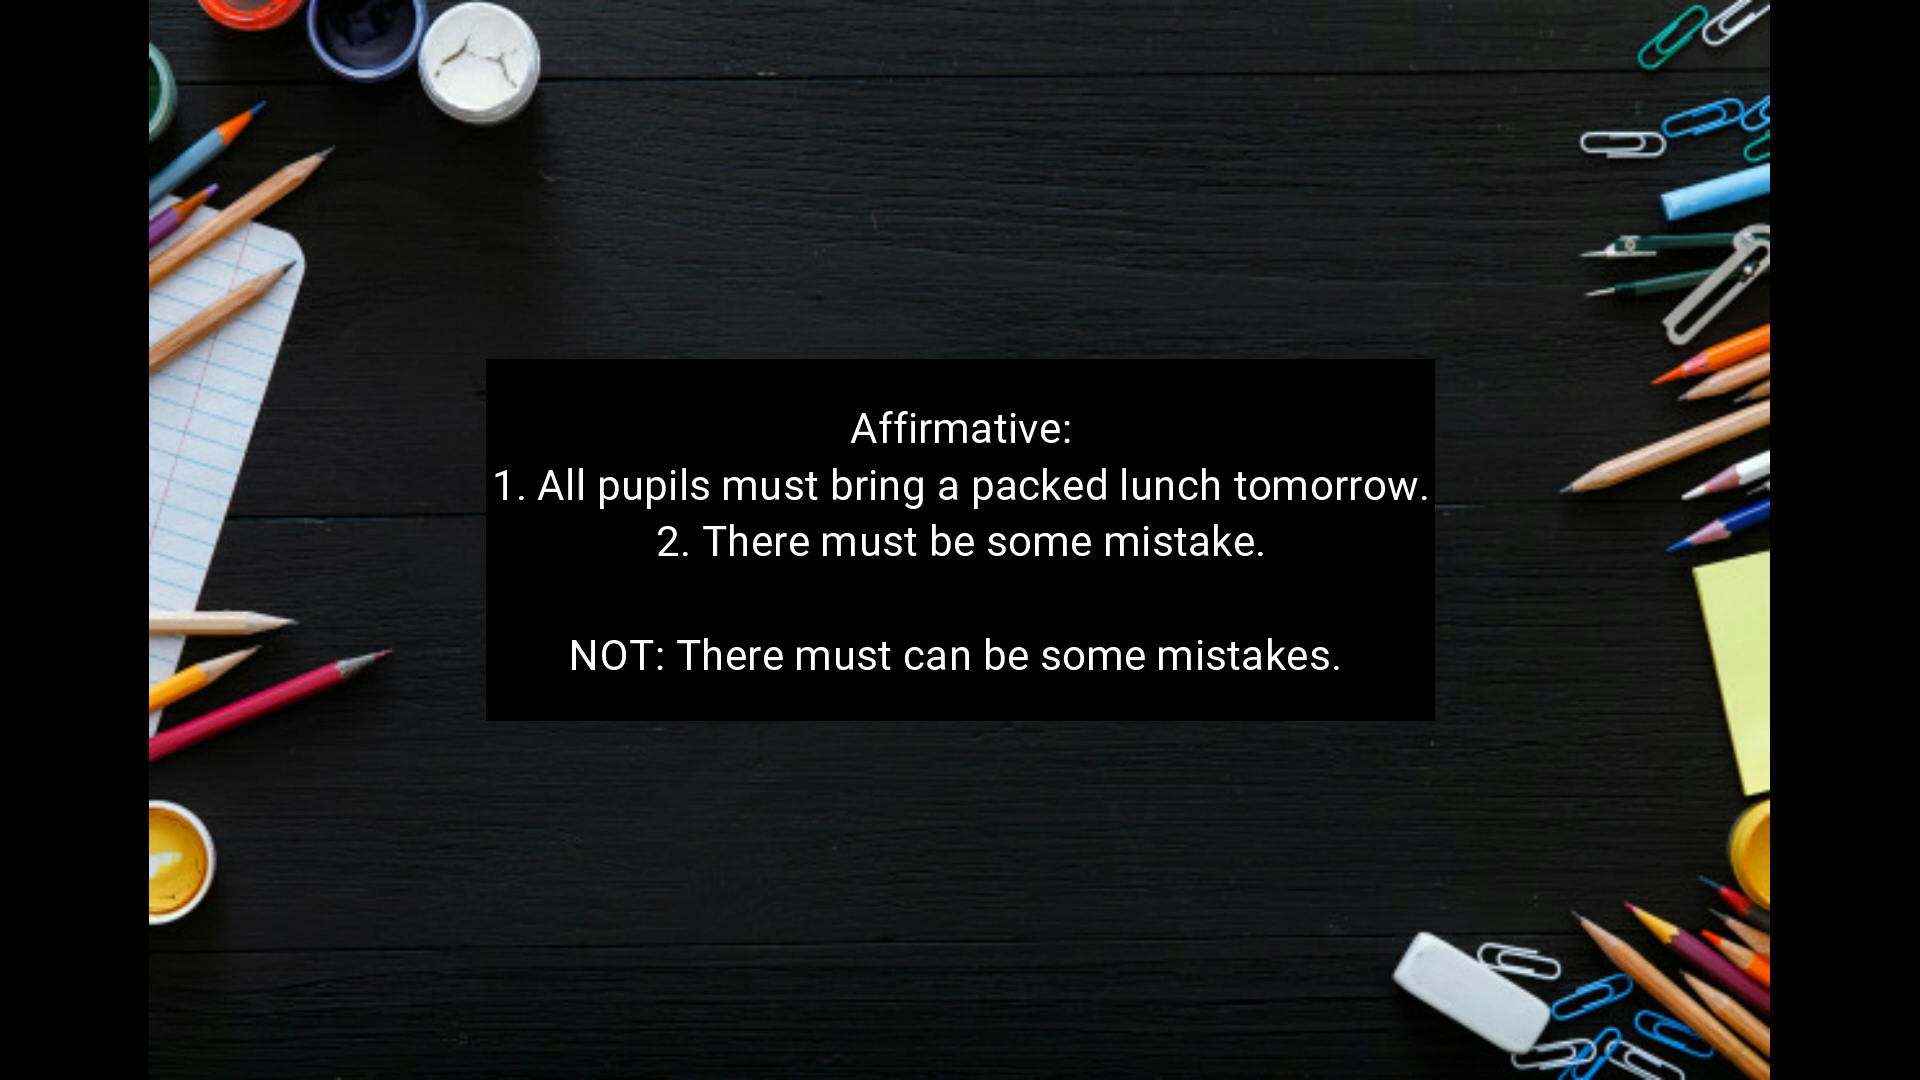 Affirmative:
1. All pupils must bring a packed lunch tomorrow.
2. There must be some mistake.
NOT: There must can be some mistakes.